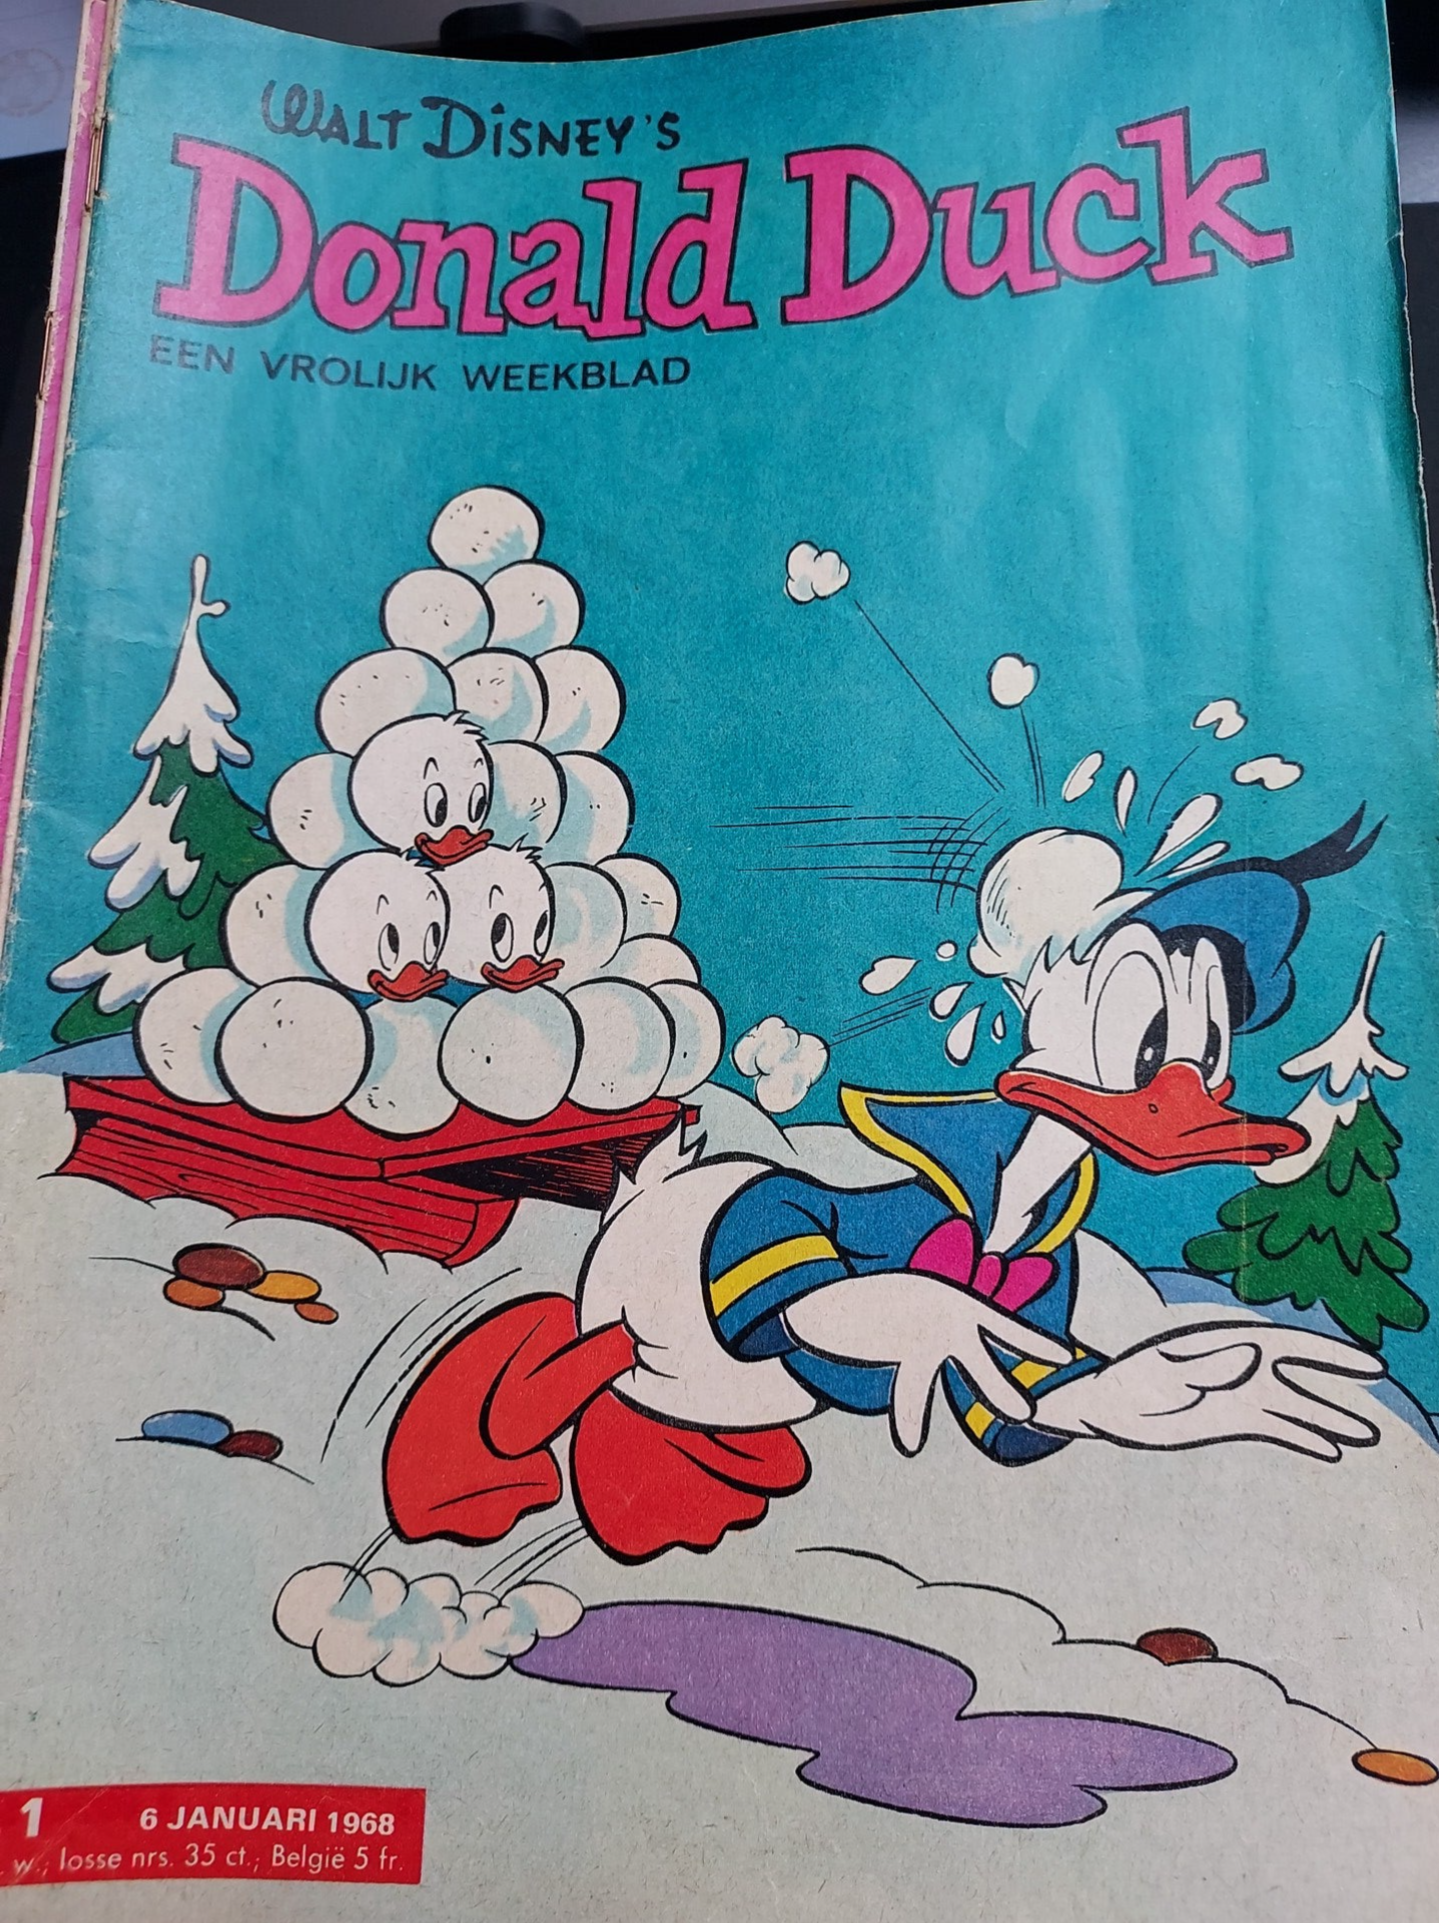 WALT DISNEY'S
Donald Duck
EEN VROLIJK WEEKBLAD
1 6 JANUARI 1968
w.; losse nrs. 35 ct.; België 5 fr.